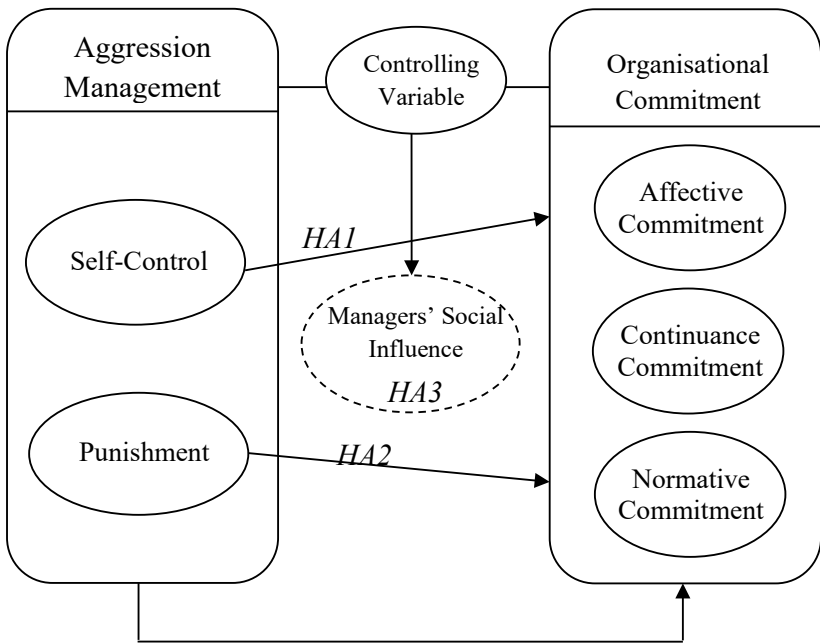 Aggression
Management
Controlling
Variable
Organisational
Commitment
Self-Control
HA1
Affective
Commitment
Managers’ Social
Influence
HA3
Continuance
Commitment
Punishment
HA2
Normative
Commitment